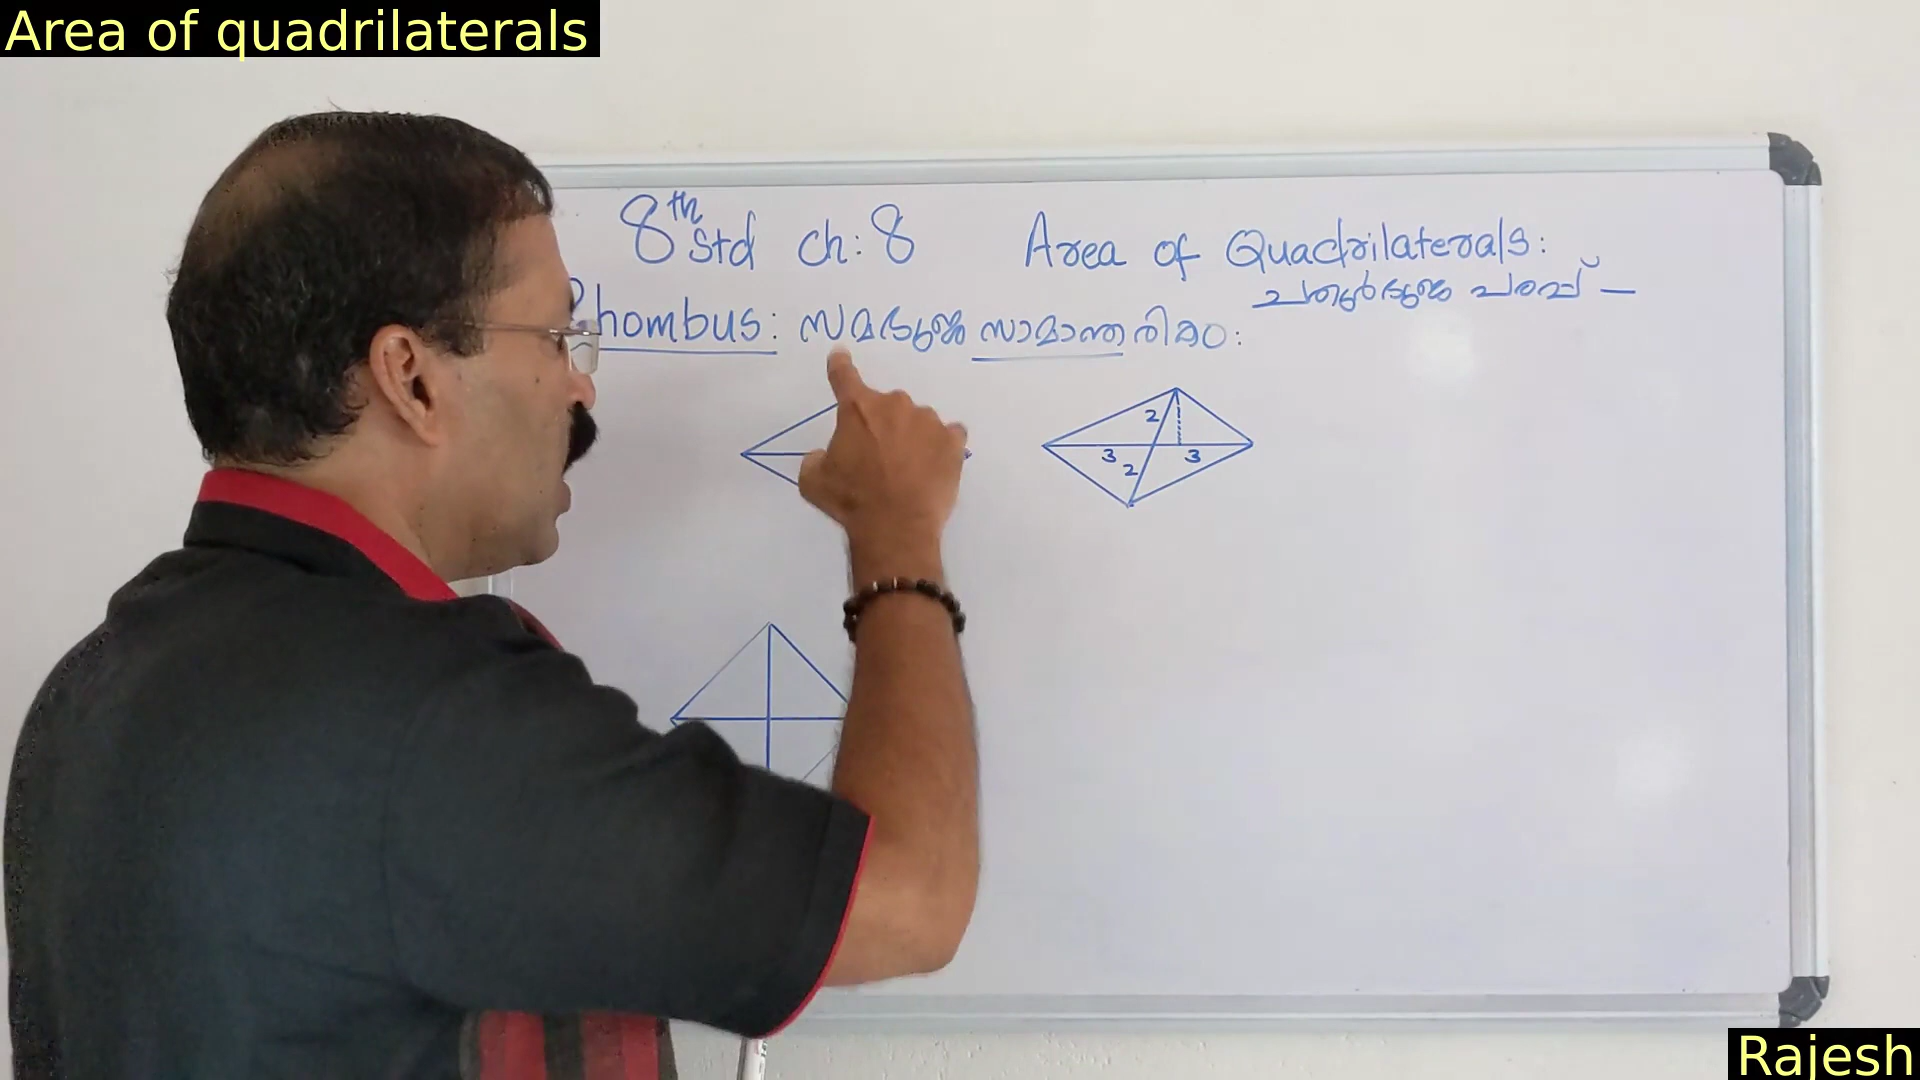 Area of quadrilaterals
8th Std Ch: 8 Area of Quadrilaterals:
ചതുർഭുജ പരപ്പ് –
Rhombus: സമഭുജ സാമാന്തരികം:
2
3 2 3
Rajesh